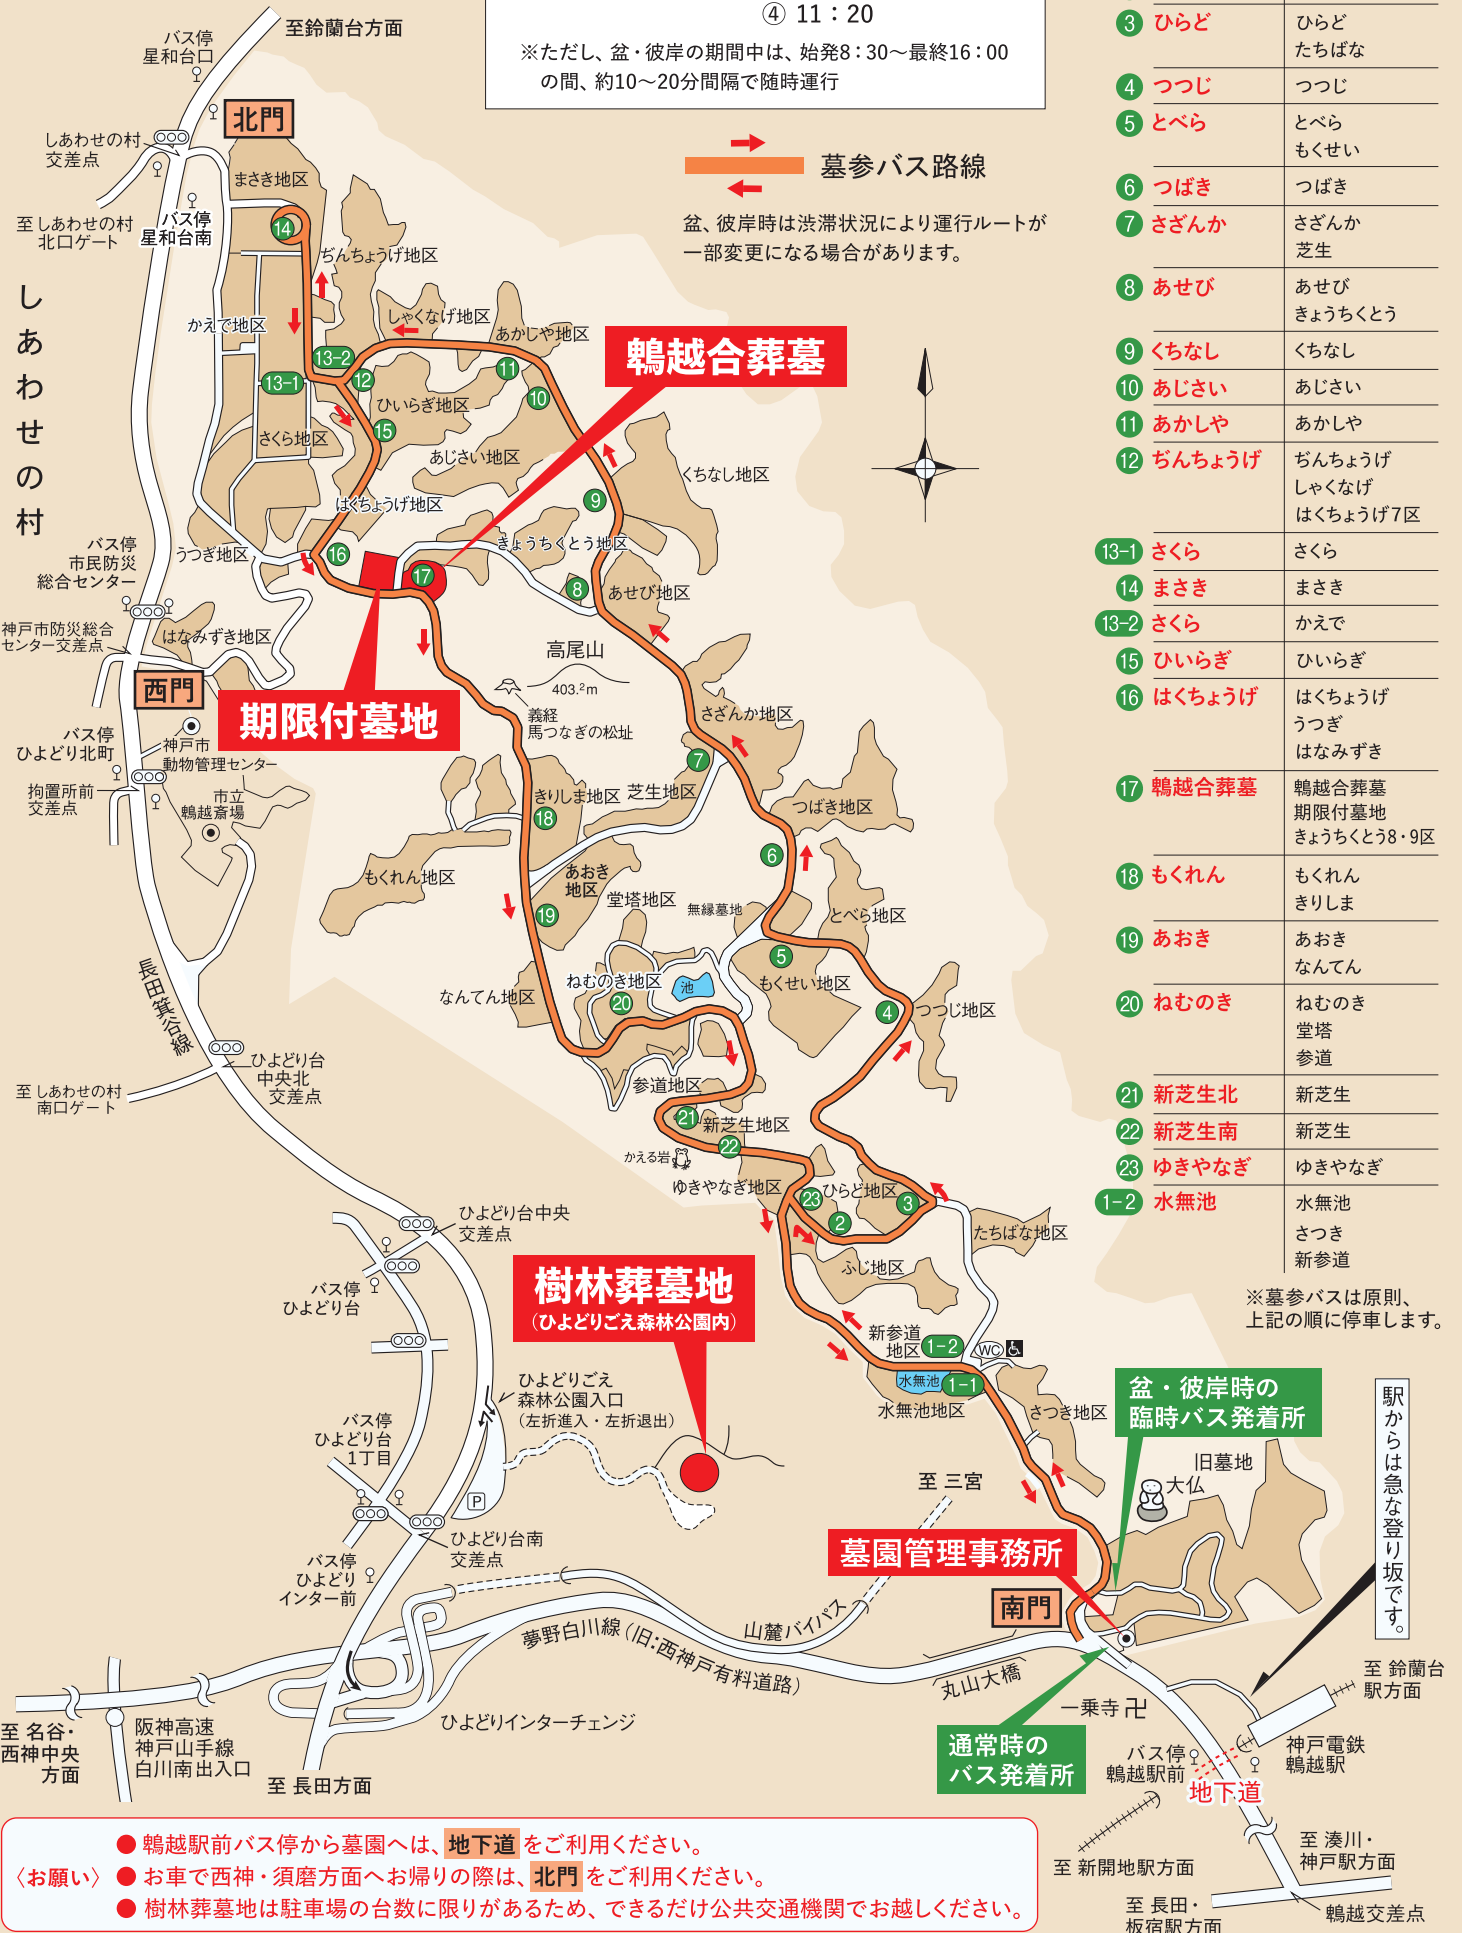 ④ 11：20
※ただし、盆・彼岸の期間中は、始発8：30〜最終16：00
の間、約10〜20分間隔で随時運行
墓参バス路線
盆、彼岸時は渋滞状況により運行ルートが
一部変更になる場合があります。
3 ひらど ひらど
たちばな
4 つつじ つつじ
5 とべら とべら
もくせい
6 つばき つばき
7 さざんか さざんか
芝生
8 あせび あせび
きょうちくとう
9 くちなし くちなし
10 あじさい あじさい
11 あかしや あかしや
12 ぢんちょうげ ぢんちょうげ
しゃくなげ
はくちょうげ7区
13-1 さくら さくら
14 まさき まさき
13-2 さくら かえで
15 ひいらぎ ひいらぎ
16 はくちょうげ はくちょうげ
うつぎ
はなみずき
17 鵯越合葬墓 鵯越合葬墓
期限付墓地
きょうちくとう8・9区
18 もくれん もくれん
きりしま
19 あおき あおき
なんてん
20 ねむのき ねむのき
堂塔
参道
21 新芝生北 新芝生
22 新芝生南 新芝生
23 ゆきやなぎ ゆきやなぎ
1-2 水無池 水無池
さつき
新参道
※墓参バスは原則、
上記の順に停車します。
至鈴蘭台方面
バス停
星和台口
北門
しあわせの村
交差点
まさき地区
至 しあわせの村
北口ゲート
バス停
星和台南
14
ぢんちょうげ地区
しあわせの村
かえで地区
しゃくなげ地区
あかしや地区
鵯越合葬墓
13-2
13-1
12
11
10
ひいらぎ地区
15
さくら地区
あじさい地区
くちなし地区
9
はくちょうげ地区
きょうちくとう地区
バス停
市民防災
総合センター
うつぎ地区
16
17
8
あせび地区
神戸市防災総合
センター交差点
はなみずき地区
高尾山
403.2m
西門
期限付墓地
義経
馬つなぎの松址
さざんか地区
バス停
ひよどり北町
神戸市
動物管理センター
7
拘置所前
交差点
市立
鵯越斎場
きりしま地区
芝生地区
18
つばき地区
6
もくれん地区
あおき
地区
堂塔地区
無縁墓地
19
とべら地区
5
長田箕谷線
なんてん地区
ねむのき地区
池
もくせい地区
20
4
つつじ地区
ひよどり台
中央北
交差点
至 しあわせの村
南口ゲート
参道地区
21
新芝生地区
22
かえる岩
ゆきやなぎ地区
23
ひらど地区
2
3
たちばな地区
ひよどり台中央
交差点
ふじ地区
バス停
ひよどり台
樹林葬墓地
（ひよどりごえ森林公園内）
新参道
地区
1-2
WC
水無池
1-1
水無池地区
さつき地区
盆・彼岸時の
臨時バス発着所
ひよどりごえ
森林公園入口
（左折進入・左折退出）
バス停
ひよどり台
1丁目
旧墓地
大仏
駅からは急な登り坂です。
至 三宮
P
墓園管理事務所
ひよどり台南
交差点
バス停
ひよどり
インター前
南門
山麓バイパス
夢野白川線（旧：西神戸有料道路）
丸山大橋
至 鈴蘭台
駅方面
一乗寺 卍
ひよどりインターチェンジ
至 名谷・
西神中央
方面
阪神高速
神戸山手線
白川南出入口
至 長田方面
通常時の
バス発着所
バス停
鵯越駅前
神戸電鉄
鵯越駅
地下道
至 新開地駅方面
至 湊川・
神戸駅方面
至 長田・
板宿駅方面
鵯越交差点
〈お願い〉
● 鵯越駅前バス停から墓園へは、地下道をご利用ください。
● お車で西神・須磨方面へお帰りの際は、北門をご利用ください。
● 樹林葬墓地は駐車場の台数に限りがあるため、できるだけ公共交通機関でお越しください。